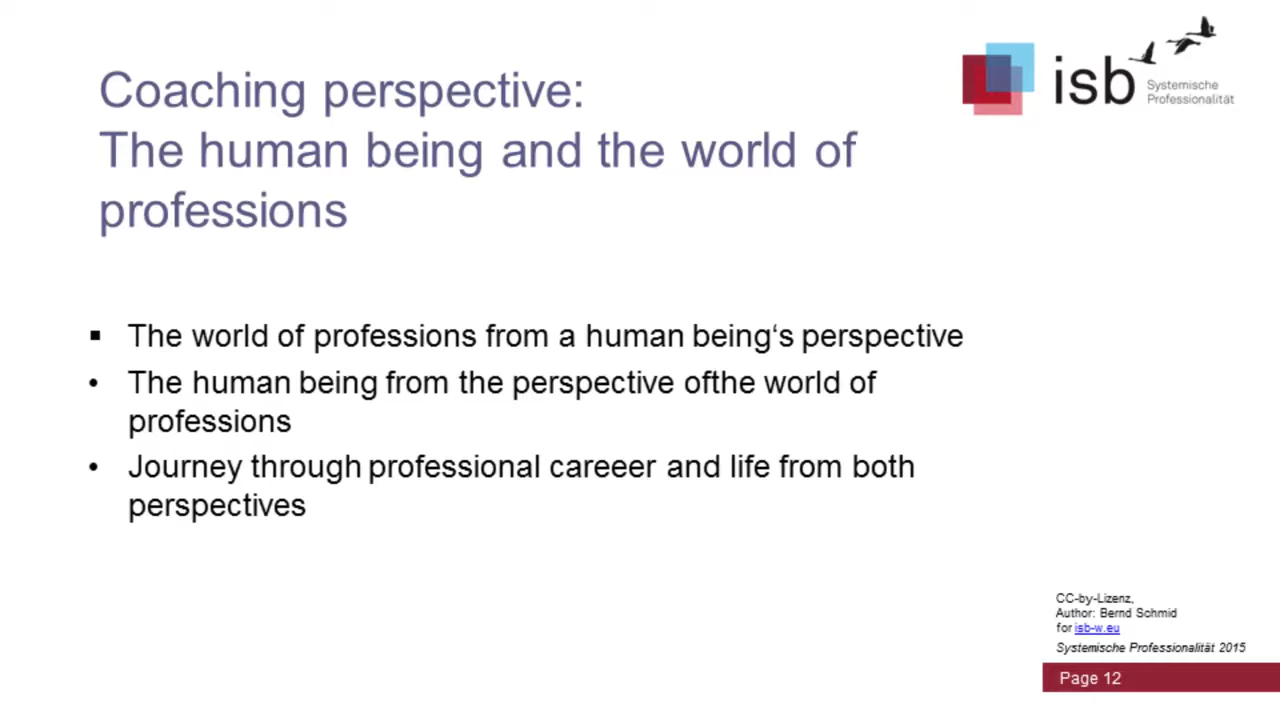 Coaching perspective:
The human being and the world of
professions
isb
Systemische
Professionalität
▪ The world of professions from a human being‘s perspective
• The human being from the perspective ofthe world of
professions
• Journey through professional careeer and life from both
perspectives
CC-by-Lizenz,
Author: Bernd Schmid
for isb-w.eu
Systemische Professionalität 2015
Page 12